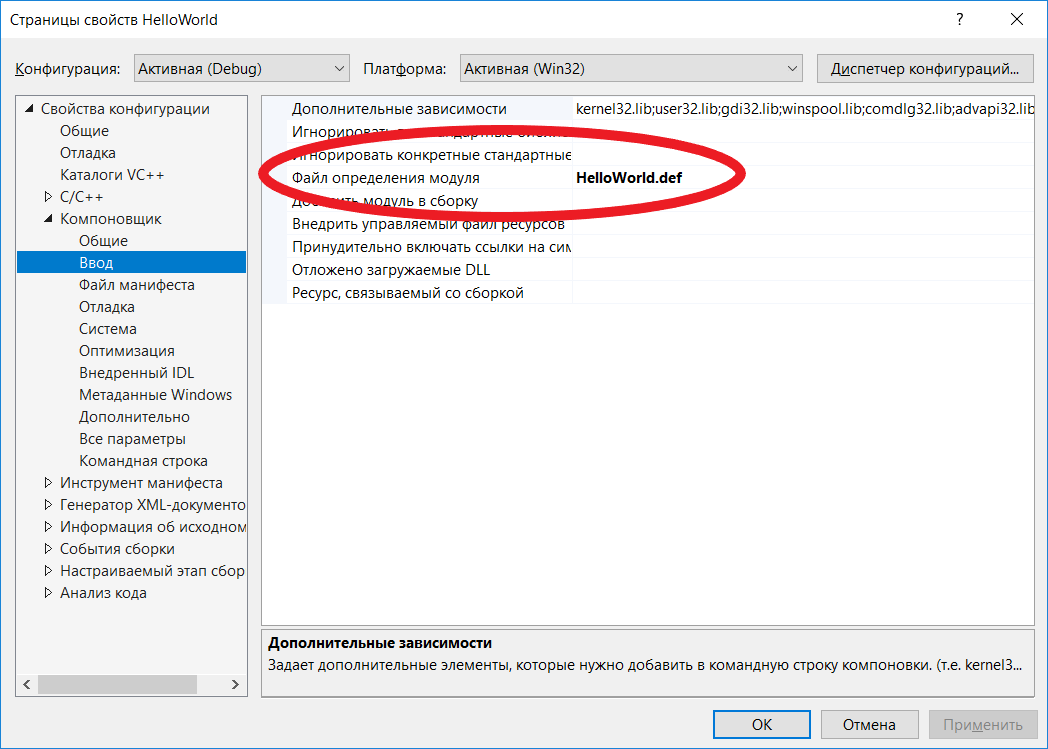 Страницы свойств HelloWorld
?
Конфигурация: Активная (Debug) Платформа: Активная (Win32) Диспетчер конфигураций...
Свойства конфигурации
Общие
Отладка
Каталоги VC++
C/C++
Компоновщик
Общие
Ввод
Файл манифеста
Отладка
Система
Оптимизация
Внедренный IDL
Метаданные Windows
Дополнительно
Все параметры
Командная строка
Инструмент манифеста
Генератор XML-документо
Информация об исходном
События сборки
Настраиваемый этап сбор
Анализ кода
Дополнительные зависимости kernel32.lib;user32.lib;gdi32.lib;winspool.lib;comdlg32.lib;advapi32.lib
Игнорировать
Игнорировать конкретные стандартные
Файл определения модуля HelloWorld.def
модуль в сборку
Внедрить управляемый файл ресурсов
Принудительно включать ссылки на сим
Отложено загружаемые DLL
Ресурс, связываемый со сборкой
Дополнительные зависимости
Задает дополнительные элементы, которые нужно добавить в командную строку компоновки. (т.е. kernel3...
ОК Отмена Применить